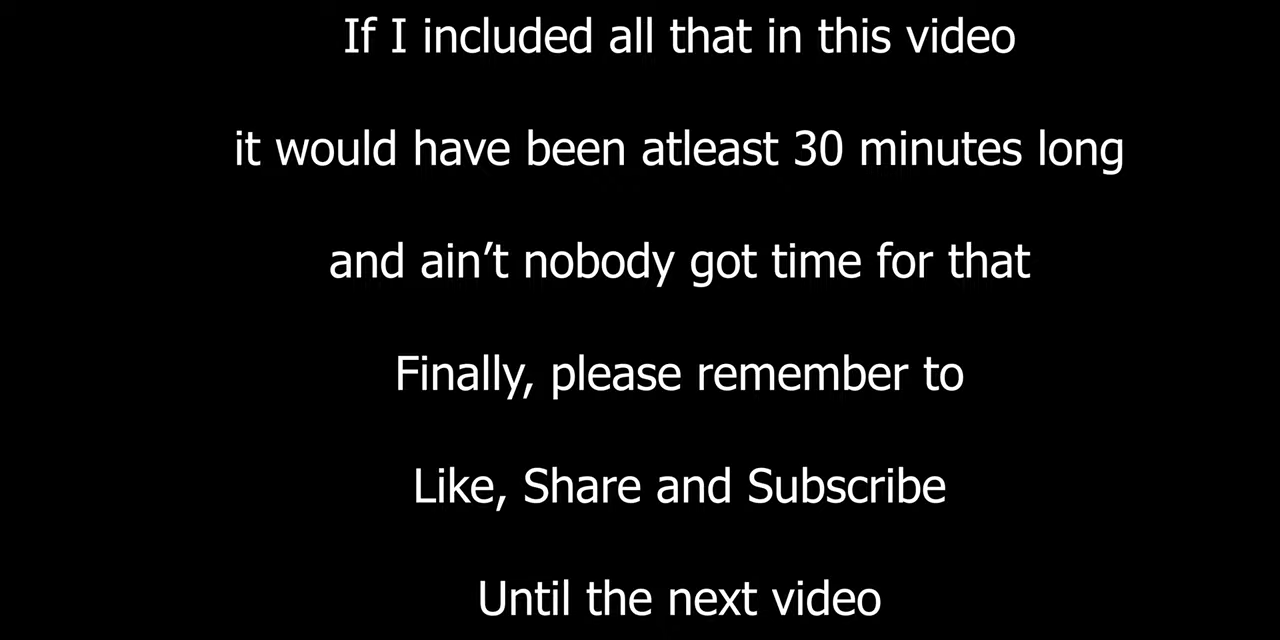 If I included all that in this video
it would have been atleast 30 minutes long
and ain’t nobody got time for that
Finally, please remember to
Like, Share and Subscribe
Until the next video